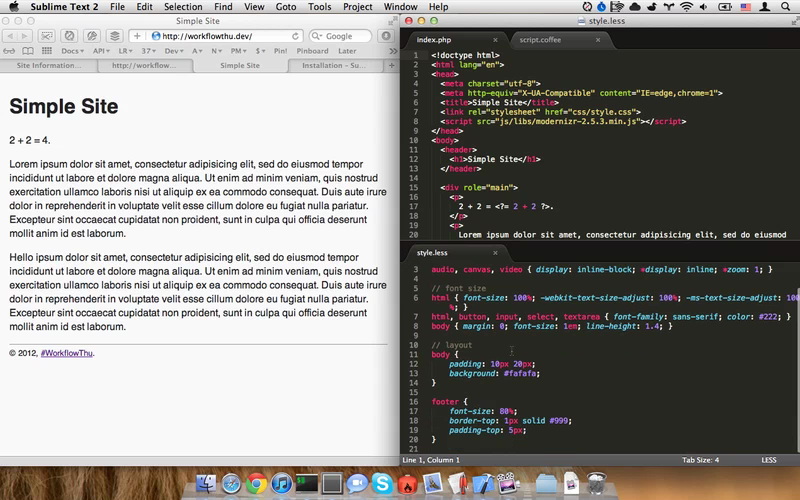 Sublime Text 2 File Edit Selection Find View Goto Tools Project Window Help
Simple Site
http://workflowthu.dev/
Google
Docs API LR 37 Dev PM $ Pin! Pinboard Later
Site Information... http://workflow... Simple Site Installation – Su...
Simple Site
2 + 2 = 4.
Lorem ipsum dolor sit amet, consectetur adipisicing elit, sed do eiusmod tempor
incididunt ut labore et dolore magna aliqua. Ut enim ad minim veniam, quis nostrud
exercitation ullamco laboris nisi ut aliquip ex ea commodo consequat. Duis aute irure
dolor in reprehenderit in voluptate velit esse cillum dolore eu fugiat nulla pariatur.
Excepteur sint occaecat cupidatat non proident, sunt in culpa qui officia deserunt
mollit anim id est laborum.
Hello ipsum dolor sit amet, consectetur adipisicing elit, sed do eiusmod tempor
incididunt ut labore et dolore magna aliqua. Ut enim ad minim veniam, quis nostrud
exercitation ullamco laboris nisi ut aliquip ex ea commodo consequat. Duis aute irure
dolor in reprehenderit in voluptate velit esse cillum dolore eu fugiat nulla pariatur.
Excepteur sint occaecat cupidatat non proident, sunt in culpa qui officia deserunt
mollit anim id est laborum.
© 2012, #WorkflowThu.
style.less
index.php script.coffee
1 <!doctype html>
2 <html lang="en">
3 <head>
4 <meta charset="utf-8">
5 <meta http-equiv="X-UA-Compatible" content="IE=edge,chrome=1">
6 <title>Simple Site</title>
7 <link rel="stylesheet" href="css/style.css">
8 <script src="js/libs/modernizr-2.5.3.min.js"></script>
9 </head>
10 <body>
11 <header>
12 <h1>Simple Site</h1>
13 </header>
14
15 <div role="main">
16 <p>
17 2 + 2 = <?= 2 + 2 ?>.
18 </p>
19 <p>
20 Lorem ipsum dolor sit amet, consectetur adipisicing elit, sed do eiusmod
style.less
3 audio, canvas, video { display: inline-block; *display: inline; *zoom: 1; }
4
5 // font size
6 html { font-size: 100%; -webkit-text-size-adjust: 100%; -ms-text-size-adjust: 100
%; }
7 html, button, input, select, textarea { font-family: sans-serif; color: #222; }
8 body { margin: 0; font-size: 1em; line-height: 1.4; }
9
10 // layout
11 body {
12 padding: 10px 20px;
13 background: #fafafa;
14 }
15
16 footer {
17 font-size: 80%;
18 border-top: 1px solid #999;
19 padding-top: 5px;
20 }
21
Line 1, Column 1 Tab Size: 4 LESS